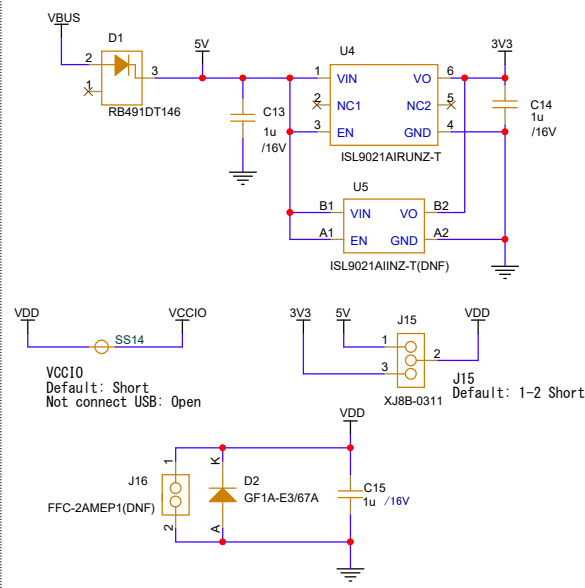 VBUS
D1
2
1
3
RB491DT146
5V
C13
1u
/16V
U4
1 VIN VO 6
2 NC1 NC2 5
3 EN GND 4
ISL9021AIRUNZ-T
3V3
C14
1u
/16V
U5
B1 VIN VO B2
A1 EN GND A2
ISL9021AIINZ-T(DNF)
VDD
SS14
VCCIO
VCCIO
Default: Short
Not connect USB: Open
3V3
5V
J15
VDD
1
2
3
XJ8B-0311
J15
Default: 1-2 Short
VDD
J16
1
2
FFC-2AMEP1(DNF)
K
A
D2
GF1A-E3/67A
C15
1u /16V